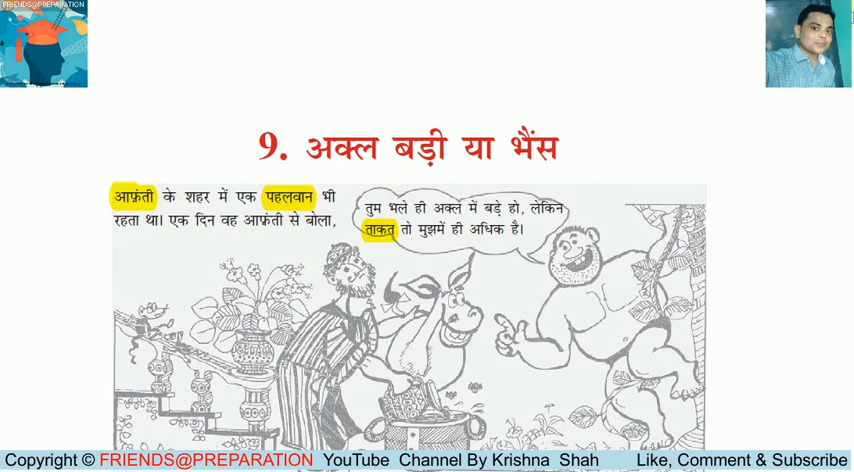 FRIENDS@PREPARATION
9. अक्ल बड़ी या भैंस
आफ़ंती के शहर में एक पहलवान भी
रहता था। एक दिन वह आफ़ंती से बोला,
तुम भले ही अक्ल में बड़े हो, लेकिन
ताकत तो मुझमें ही अधिक है।
Copyright © FRIENDS@PREPARATION YouTube Channel By Krishna Shah Like, Comment & Subscribe